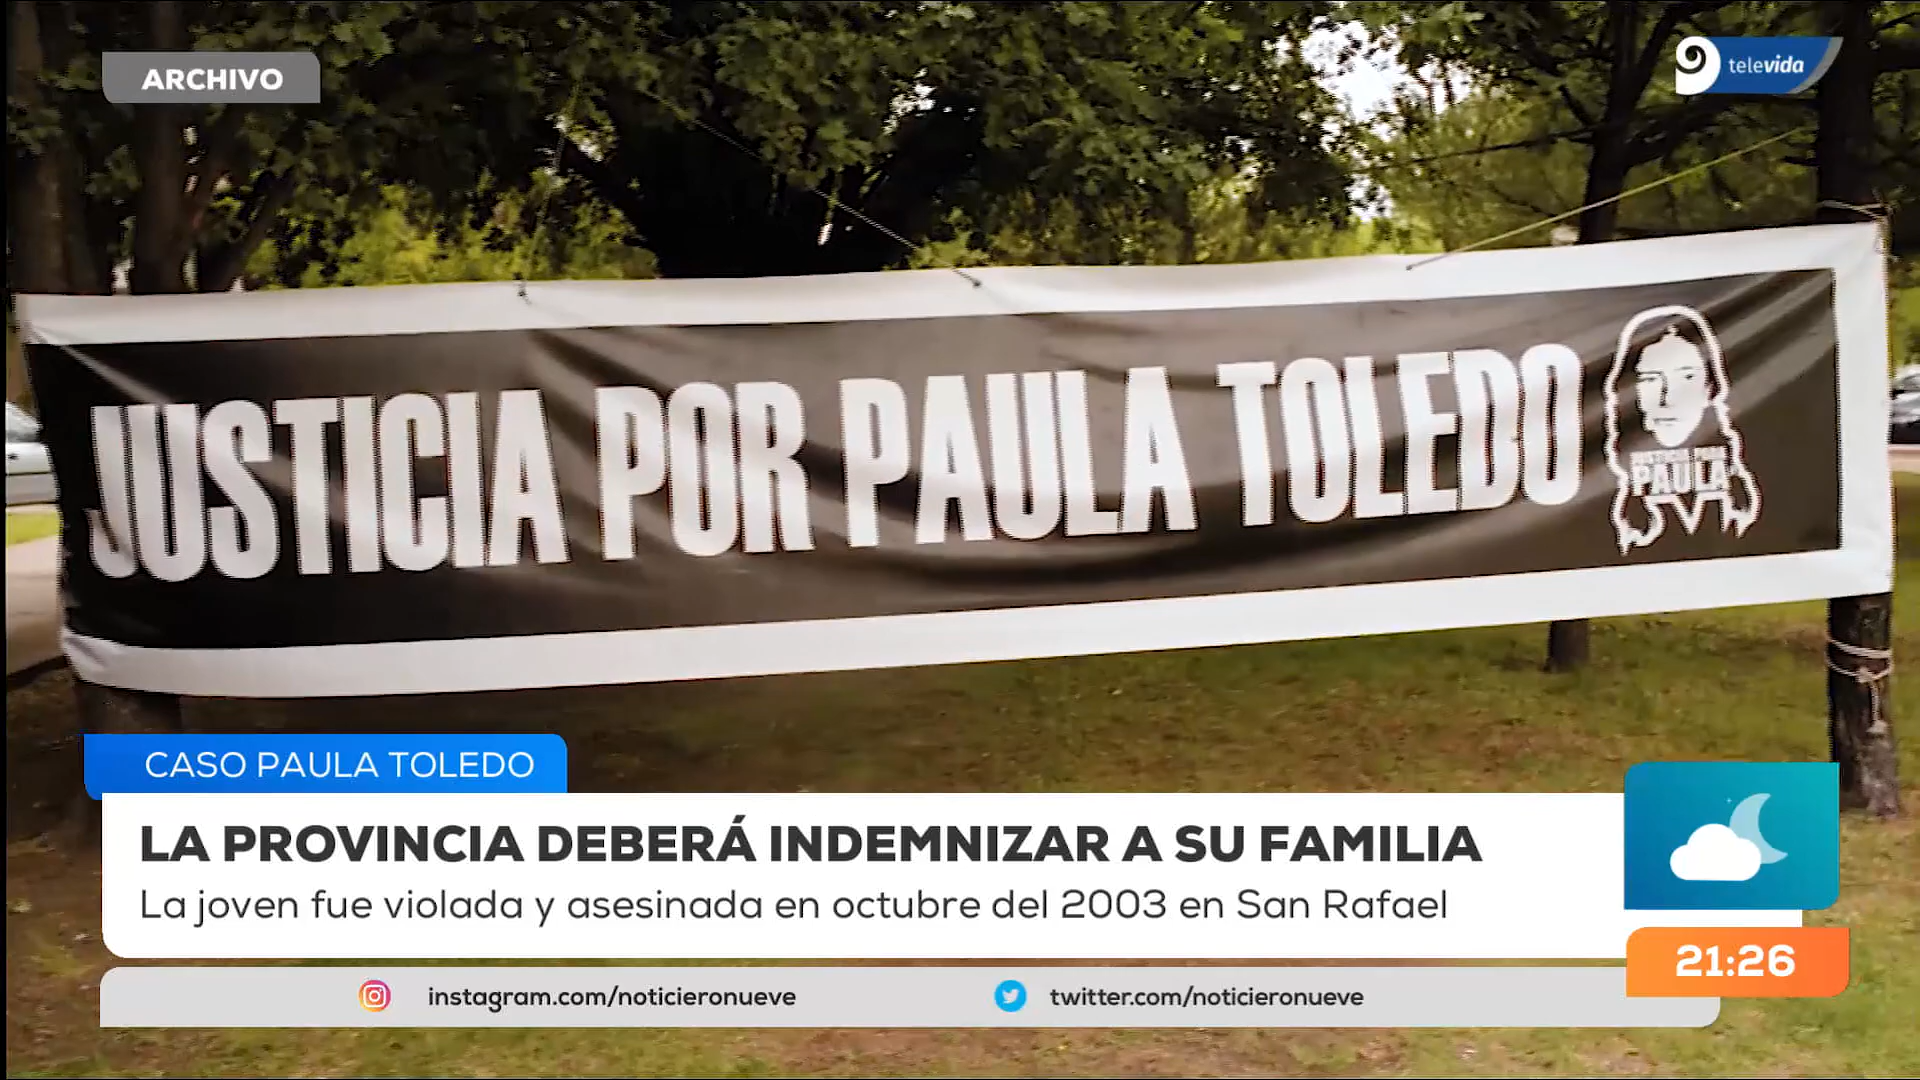 ARCHIVO
9 televida
JUSTICIA POR PAULA TOLEDO
JUSTICIA PARA
PAULA
CASO PAULA TOLEDO
LA PROVINCIA DEBERÁ INDEMNIZAR A SU FAMILIA
La joven fue violada y asesinada en octubre del 2003 en San Rafael
21:26
instagram.com/noticieronueve
twitter.com/noticieronueve